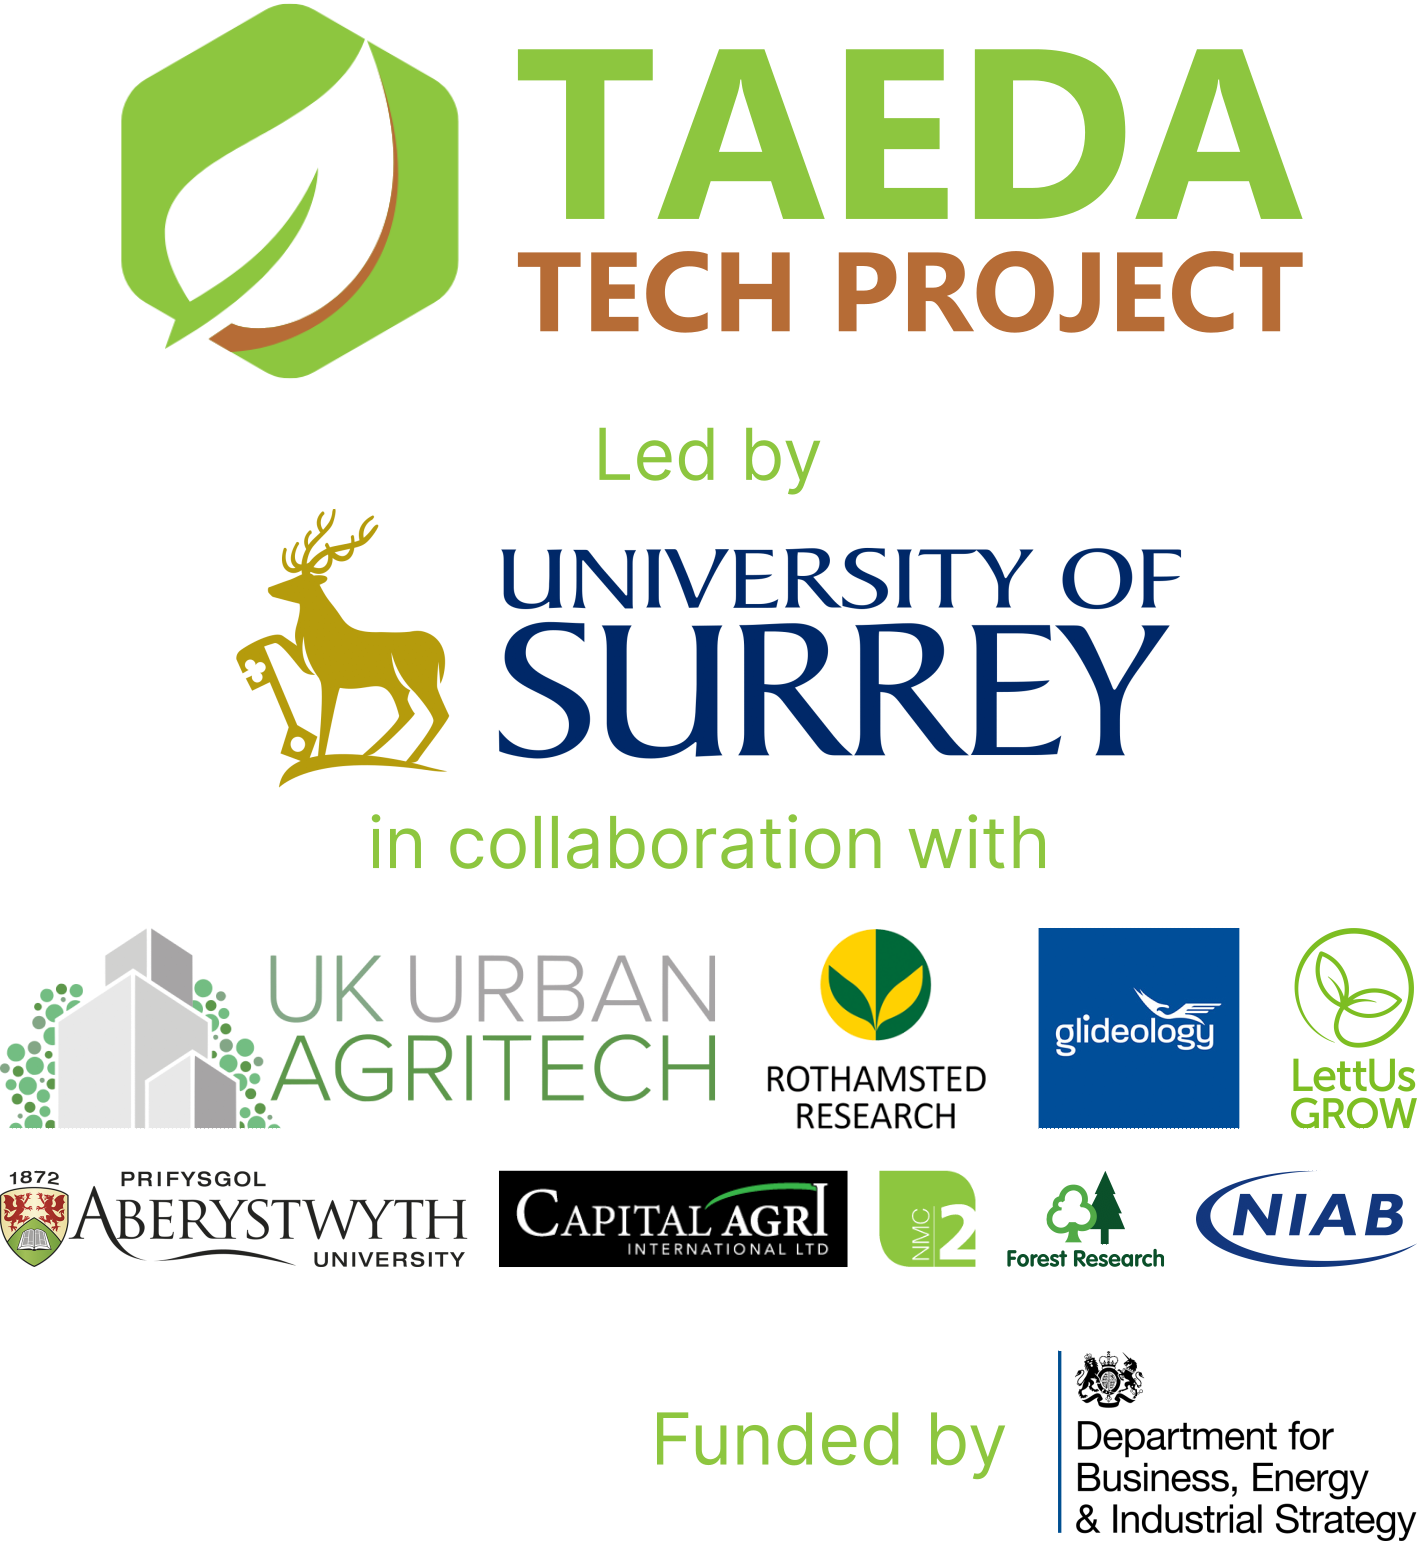 TAEDA
TECH PROJECT
Led by
UNIVERSITY OF
SURREY
in collaboration with
UK URBAN
AGRITECH
ROTHAMSTED
RESEARCH
glideology
LettUs
GROW
1872
PRIFYSGOL
ABERYSTWYTH
UNIVERSITY
CAPITAL AGRI
INTERNATIONAL LTD
NMC
2
Forest Research
NIAB
Funded by
Department for
Business, Energy
& Industrial Strategy